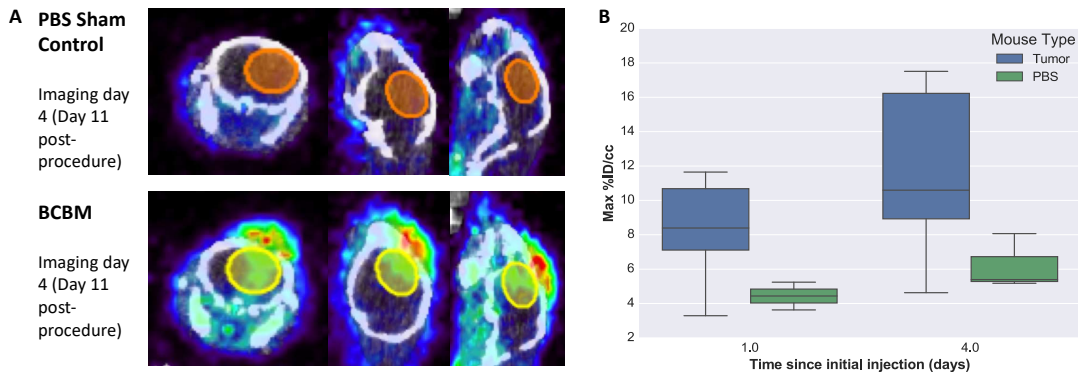 A
PBS Sham
Control
Imaging day
4 (Day 11
post-
procedure)
BCBM
Imaging day
4 (Day 11
post-
procedure)
B
20
18
16
14
12
10
8
6
4
2
Max %ID/cc
Mouse Type
Tumor
PBS
1.0
4.0
Time since initial injection (days)